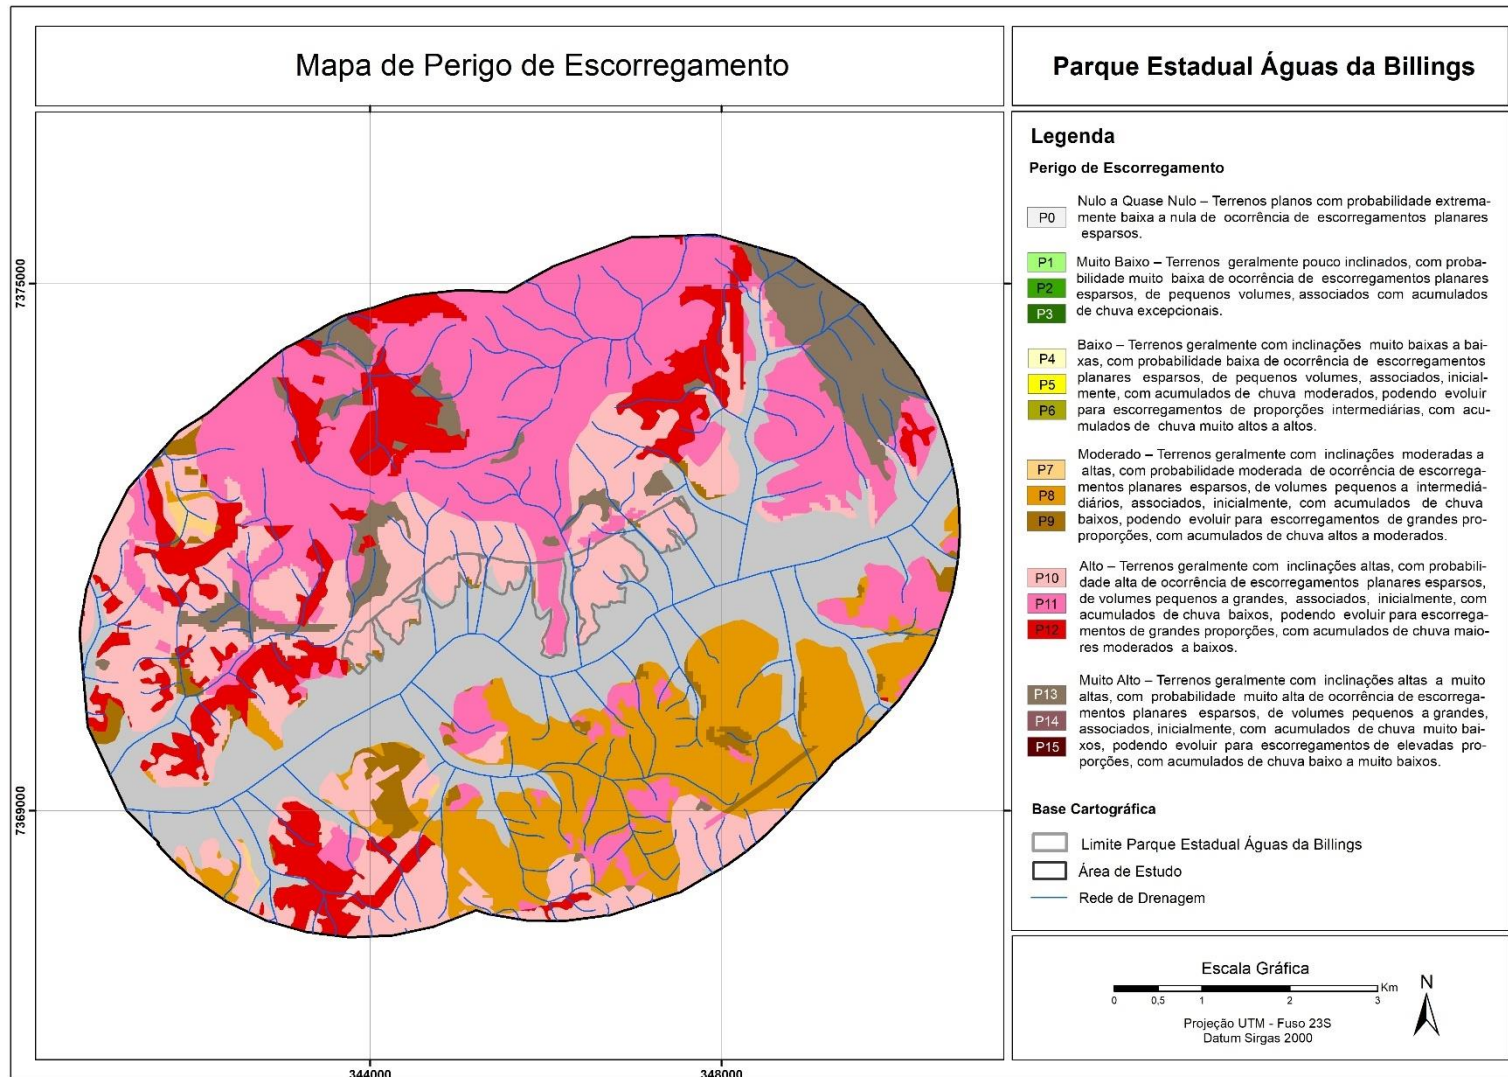 Mapa de Perigo de Escorregamento
Parque Estadual Águas da Billings
7375000
7369000
344000
348000
Legenda
Perigo de Escorregamento
P0
Nulo a Quase Nulo – Terrenos planos com probabilidade extrema-
mente baixa a nula de ocorrência de escorregamentos planares
esparsos.
P1
P2
P3
Muito Baixo – Terrenos geralmente pouco inclinados, com proba-
bilidade muito baixa de ocorrência de escorregamentos planares
esparsos, de pequenos volumes, associados com acumulados
de chuva excepcionais.
P4
P5
P6
Baixo – Terrenos geralmente com inclinações muito baixas a bai-
xas, com probabilidade baixa de ocorrência de escorregamentos
planares esparsos, de pequenos volumes, associados, inicial-
mente, com acumulados de chuva moderados, podendo evoluir
para escorregamentos de proporções intermediárias, com acu-
mulados de chuva muito altos a altos.
P7
P8
P9
Moderado – Terrenos geralmente com inclinações moderadas a
altas, com probabilidade moderada de ocorrência de escorrega-
mentos planares esparsos, de volumes pequenos a intermediá-
diários, associados, inicialmente, com acumulados de chuva
baixos, podendo evoluir para escorregamentos de grandes pro-
proporções, com acumulados de chuva altos a moderados.
P10
P11
P12
Alto – Terrenos geralmente com inclinações altas, com probabili-
dade alta de ocorrência de escorregamentos planares esparsos,
de volumes pequenos a grandes, associados, inicialmente, com
acumulados de chuva baixos, podendo evoluir para escorrega-
mentos de grandes proporções, com acumulados de chuva maio-
res moderados a baixos.
P13
P14
P15
Muito Alto – Terrenos geralmente com inclinações altas a muito
altas, com probabilidade muito alta de ocorrência de escorrega-
mentos planares esparsos, de volumes pequenos a grandes,
associados, inicialmente, com acumulados de chuva muito bai-
xos, podendo evoluir para escorregamentos de elevadas pro-
porções, com acumulados de chuva baixo a muito baixos.
Base Cartográfica
Limite Parque Estadual Águas da Billings
Área de Estudo
Rede de Drenagem
Escala Gráfica
Km
0 0,5 1 2 3
Projeção UTM - Fuso 23S
Datum Sirgas 2000
N